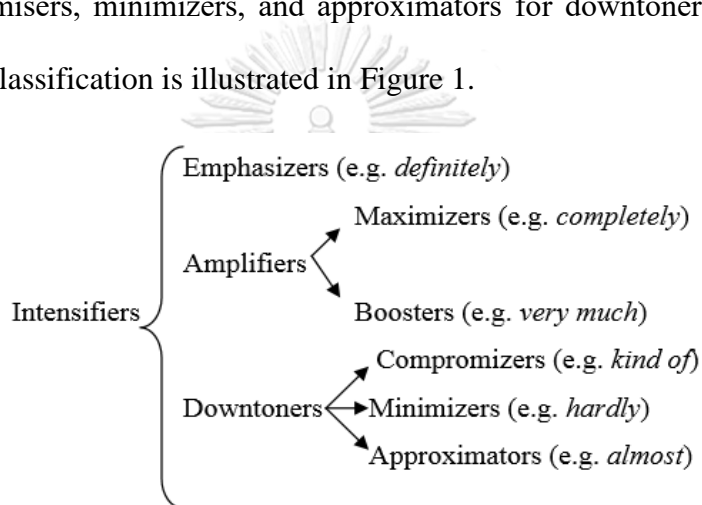 misers, minimizers, and approximators for downtoner
lassification is illustrated in Figure 1.
Emphasizers (e.g. definitely)
Maximizers (e.g. completely)
Amplifiers
Intensifiers
Boosters (e.g. very much)
Compromizers (e.g. kind of)
Downtoners
Minimizers (e.g. hardly)
Approximators (e.g. almost)